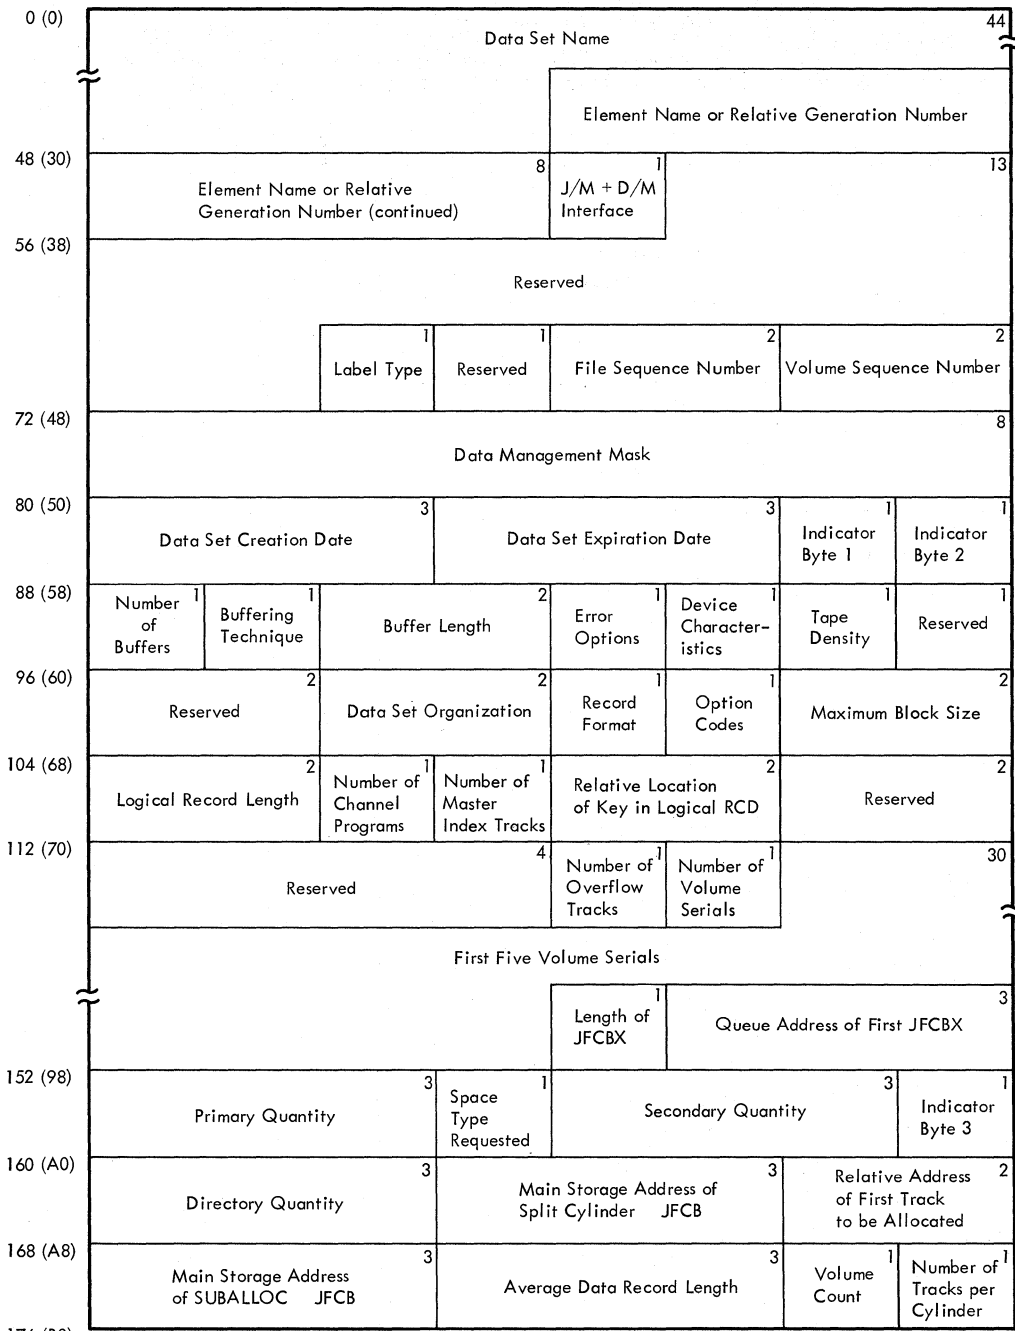 0 (0)
44
Data Set Name
Element Name or Relative Generation Number
48 (30)
8
1
13
Element Name or Relative
Generation Number (continued)
J/M + D/M
Interface
56 (38)
Reserved
1
1
2
2
Label Type
Reserved
File Sequence Number
Volume Sequence Number
72 (48)
8
Data Management Mask
80 (50)
3
3
1
1
Data Set Creation Date
Data Set Expiration Date
Indicator
Byte 1
Indicator
Byte 2
88 (58)
1
1
2
1
1
1
1
Number
of
Buffers
Buffering
Technique
Buffer Length
Error
Options
Device
Character-
istics
Tape
Density
Reserved
96 (60)
2
2
1
1
2
Reserved
Data Set Organization
Record
Format
Option
Codes
Maximum Block Size
104 (68)
2
1
1
2
2
Logical Record Length
Number of
Channel
Programs
Number of
Master
Index Tracks
Relative Location
of Key in Logical RCD
Reserved
112 (70)
4
1
1
30
Reserved
Number of
Overflow
Tracks
Number of
Volume
Serials
First Five Volume Serials
1
3
Length of
JFCBX
Queue Address of First JFCBX
152 (98)
3
1
3
1
Primary Quantity
Space
Type
Requested
Secondary Quantity
Indicator
Byte 3
160 (A0)
3
3
2
Directory Quantity
Main Storage Address of
Split Cylinder JFCB
Relative Address
of First Track
to be Allocated
168 (A8)
3
3
1
1
Main Storage Address
of SUBALLOC JFCB
Average Data Record Length
Volume
Count
Number of
Tracks per
Cylinder